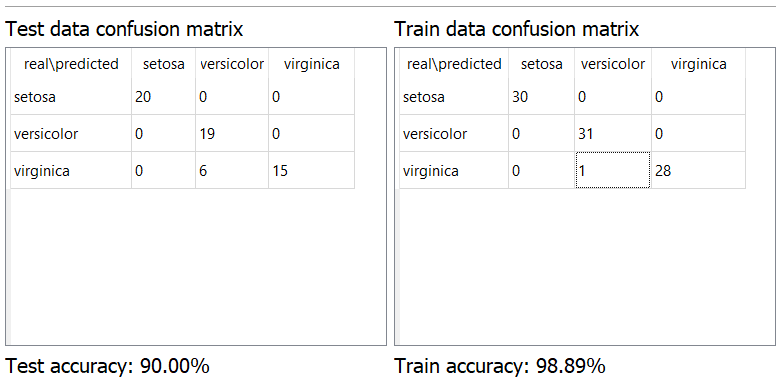 Test data confusion matrix
real\predicted setosa versicolor virginica
setosa 20 0 0
versicolor 0 19 0
virginica 0 6 15
Test accuracy: 90.00%
Train data confusion matrix
real\predicted setosa versicolor virginica
setosa 30 0 0
versicolor 0 31 0
virginica 0 1 28
Train accuracy: 98.89%